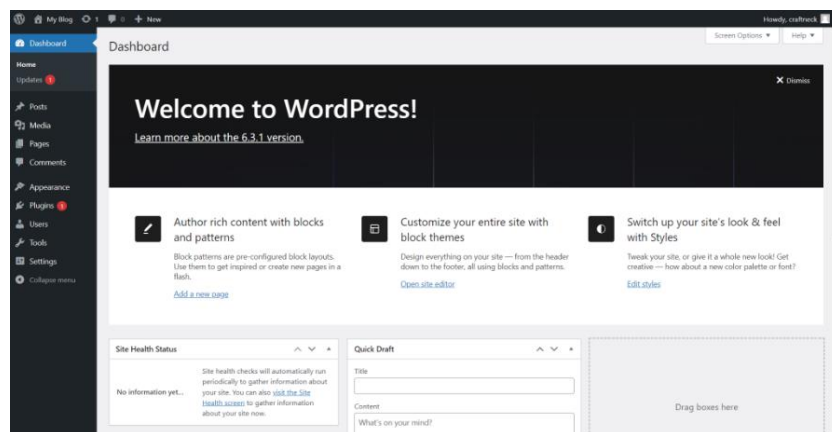 My Blog 1 0 + New Howdy, craftneck
Dashboard
Home
Updates 1
Posts
Media
Pages
Comments
Appearance
Plugins 1
Users
Tools
Settings
Collapse menu
Dashboard
Screen Options ▼ Help ▼
Dismiss
Welcome to WordPress!
Learn more about the 6.3.1 version.
Author rich content with blocks
and patterns
Block patterns are pre-configured block layouts.
Use them to get inspired or create new pages in a
flash.
Add a new page
Customize your entire site with
block themes
Design everything on your site — from the header
down to the footer, all using blocks and patterns.
Open site editor
Switch up your site's look & feel
with Styles
Tweak your site, or give it a whole new look! Get
creative — how about a new color palette or font?
Edit styles
Site Health Status
No information yet...
Site health checks will automatically run
periodically to gather information about
your site. You can also visit the Site
Health screen to gather information
about your site now.
Quick Draft
Title
Content
What's on your mind?
Drag boxes here